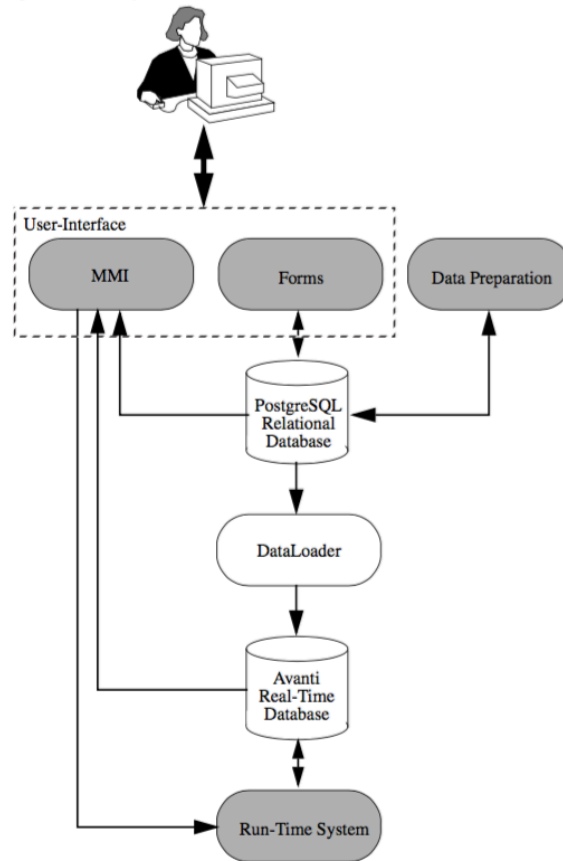 User-Interface
MMI
Forms
Data Preparation
PostgreSQL
Relational
Database
DataLoader
Avanti
Real-Time
Database
Run-Time System